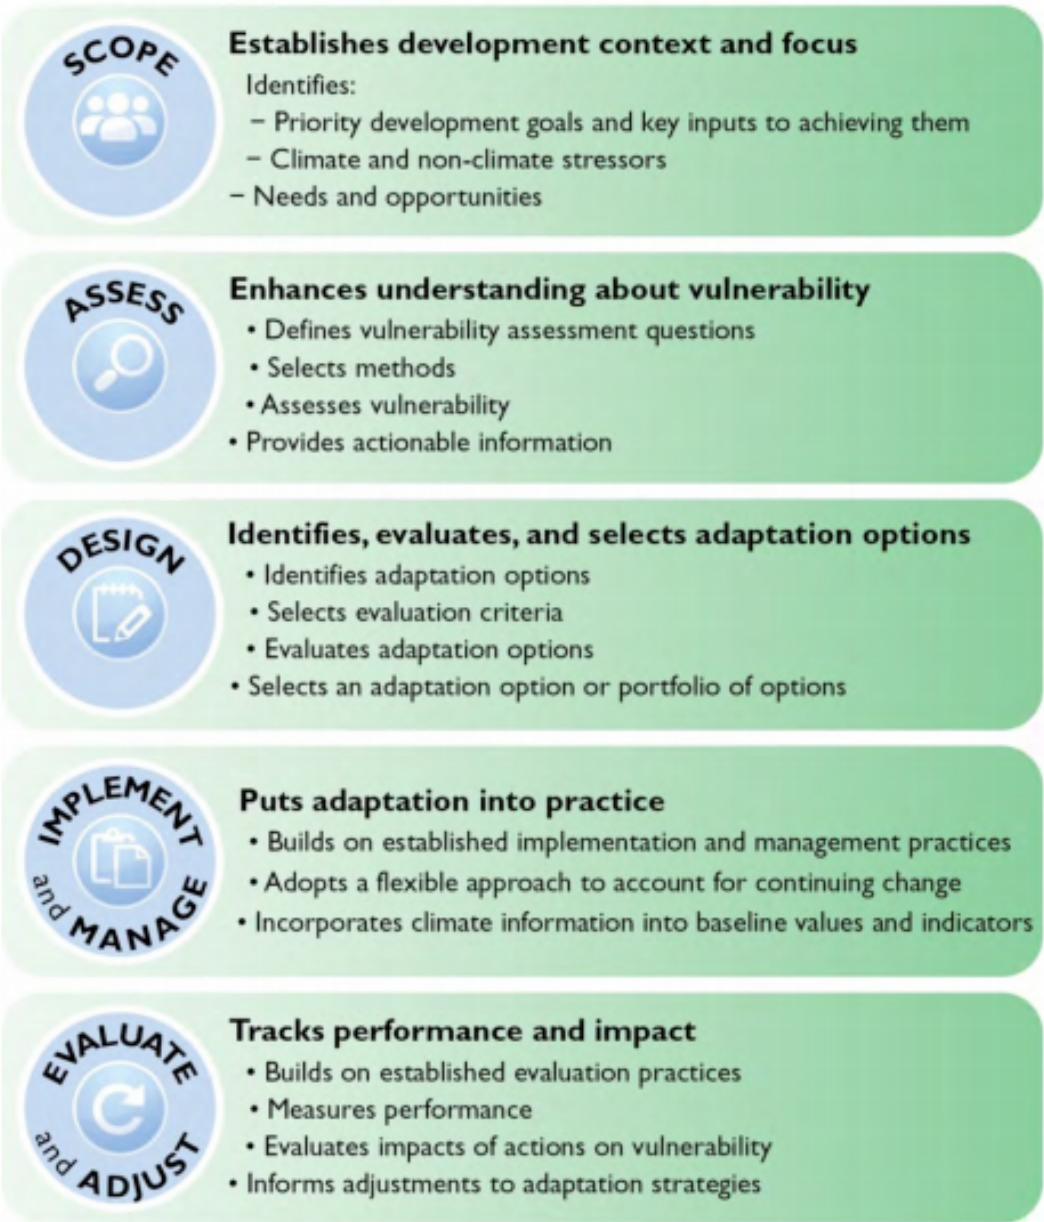 SCOPE
Establishes development context and focus
Identifies:
– Priority development goals and key inputs to achieving them
– Climate and non-climate stressors
– Needs and opportunities
ASSESS
Enhances understanding about vulnerability
• Defines vulnerability assessment questions
• Selects methods
• Assesses vulnerability
• Provides actionable information
DESIGN
Identifies, evaluates, and selects adaptation options
• Identifies adaptation options
• Selects evaluation criteria
• Evaluates adaptation options
• Selects an adaptation option or portfolio of options
IMPLEMENT
and MANAGE
Puts adaptation into practice
• Builds on established implementation and management practices
• Adopts a flexible approach to account for continuing change
• Incorporates climate information into baseline values and indicators
EVALUATE
and ADJUST
Tracks performance and impact
• Builds on established evaluation practices
• Measures performance
• Evaluates impacts of actions on vulnerability
• Informs adjustments to adaptation strategies